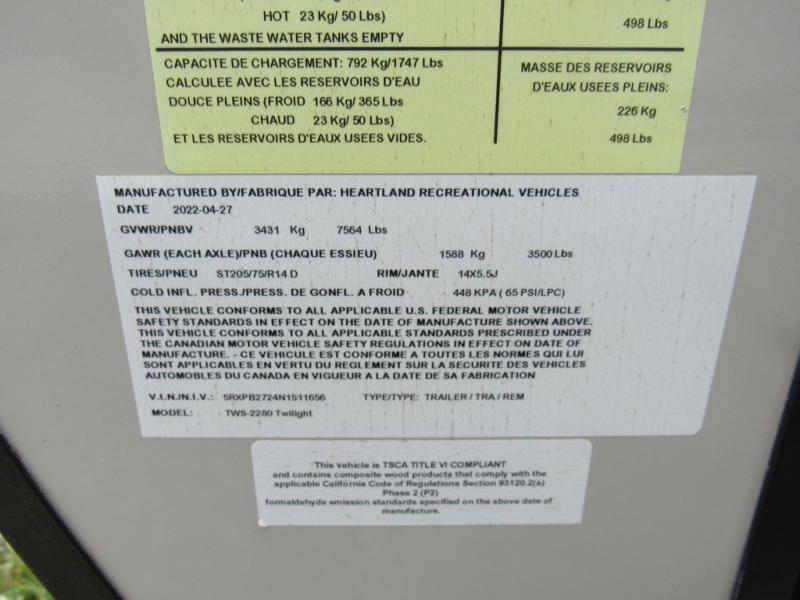 HOT 23 Kg/ 50 Lbs)
498 Lbs
AND THE WASTE WATER TANKS EMPTY
CAPACITE DE CHARGEMENT: 792 Kg/1747 Lbs
CALCULEE AVEC LES RESERVOIRS D'EAU
DOUCE PLEINS (FROID 166 Kg/ 365 Lbs
CHAUD 23 Kg/ 50 Lbs)
ET LES RESERVOIRS D'EAUX USEES VIDES.
MASSE DES RESERVOIRS
D'EAUX USEES PLEINS:
226 Kg
498 Lbs
MANUFACTURED BY/FABRIQUE PAR: HEARTLAND RECREATIONAL VEHICLES
DATE 2022-04-27
GVWR/PNBV 3431 Kg 7564 Lbs
GAWR (EACH AXLE)/PNB (CHAQUE ESSIEU) 1588 Kg 3500 Lbs
TIRES/PNEU ST205/75/R14 D RIM/JANTE 14X5.5J
COLD INFL. PRESS./PRESS. DE GONFL. A FROID 448 KPA ( 65 PSI/LPC)
THIS VEHICLE CONFORMS TO ALL APPLICABLE U.S. FEDERAL MOTOR VEHICLE
SAFETY STANDARDS IN EFFECT ON THE DATE OF MANUFACTURE SHOWN ABOVE.
THIS VEHICLE CONFORMS TO ALL APPLICABLE STANDARDS PRESCRIBED UNDER
THE CANADIAN MOTOR VEHICLE SAFETY REGULATIONS IN EFFECT ON DATE OF
MANUFACTURE. - CE VEHICULE EST CONFORME A TOUTES LES NORMES QUI LUI
SONT APPLICABLES EN VERTU DU REGLEMENT SUR LA SECURITE DES VEHICLES
AUTOMOBILES DU CANADA EN VIGUEUR A LA DATE DE SA FABRICATION
V.I.N./N.I.V.: 5RXPB2724N1511656 TYPE/TYPE: TRAILER / TRA / REM
MODEL: TWS-2280 Twilight
This vehicle is TSCA TITLE VI COMPLIANT
and contains composite wood products that comply with the
applicable California Code of Regulations Section 93120.2(a)
Phase 2 (P2)
formaldehyde emission standards specified on the above date of
manufacture.